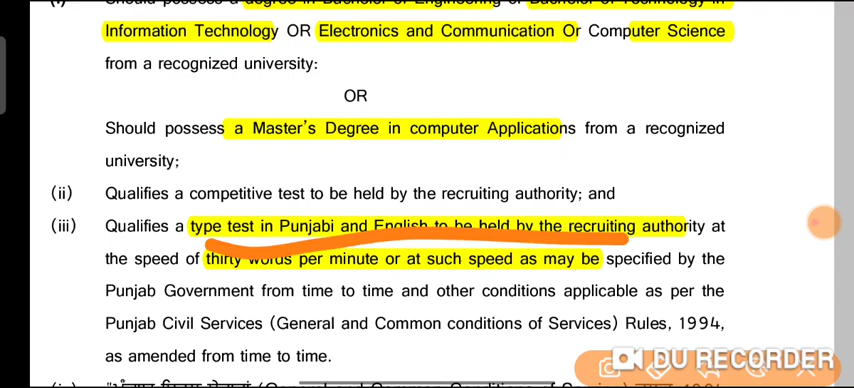 Should possess a degree in Bachelor of Engineering or Bachelor of Technology in
Information Technology OR Electronics and Communication Or Computer Science
from a recognized university:
OR
Should possess a Master's Degree in computer Applications from a recognized
university;
(ii) Qualifies a competitive test to be held by the recruiting authority; and
(iii) Qualifies a type test in Punjabi and English to be held by the recruiting authority at
the speed of thirty words per minute or at such speed as may be specified by the
Punjab Government from time to time and other conditions applicable as per the
Punjab Civil Services (General and Common conditions of Services) Rules, 1994,
as amended from time to time.
DU RECORDER